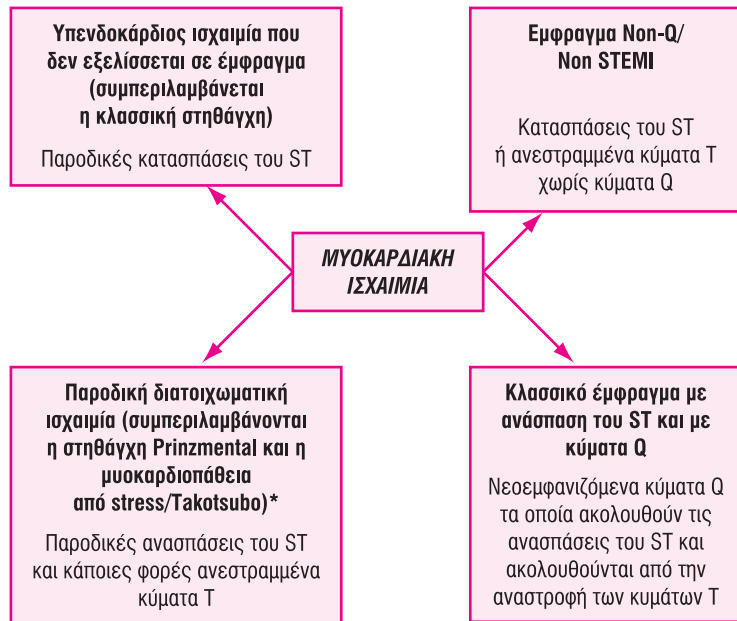 Υπενδοκάρδιος ισχαιμία που
δεν εξελίσσεται σε έμφραγμα
(συμπεριλαμβάνεται
η κλασσική στηθάγχη)
Παροδικές κατασπάσεις του ST
Εμφραγμα Non-Q/
Non STEMI
Κατασπάσεις του ST
ή ανεστραμμένα κύματα T
χωρίς κύματα Q
ΜΥΟΚΑΡΔΙΑΚΗ
ΙΣΧΑΙΜΙΑ
Παροδική διατοιχωματική
ισχαιμία (συμπεριλαμβάνονται
η στηθάγχη Prinzmental και η
μυοκαρδιοπάθεια
από stress/Takotsubo)*
Παροδικές ανασπάσεις του ST
και κάποιες φορές ανεστραμμένα
κύματα T
Κλασσικό έμφραγμα με
ανάσπαση του ST και με
κύματα Q
Νεοεμφανιζόμενα κύματα Q
τα οποία ακολουθούν τις
ανασπάσεις του ST και
ακολουθούνται από την
αναστροφή των κυμάτων T